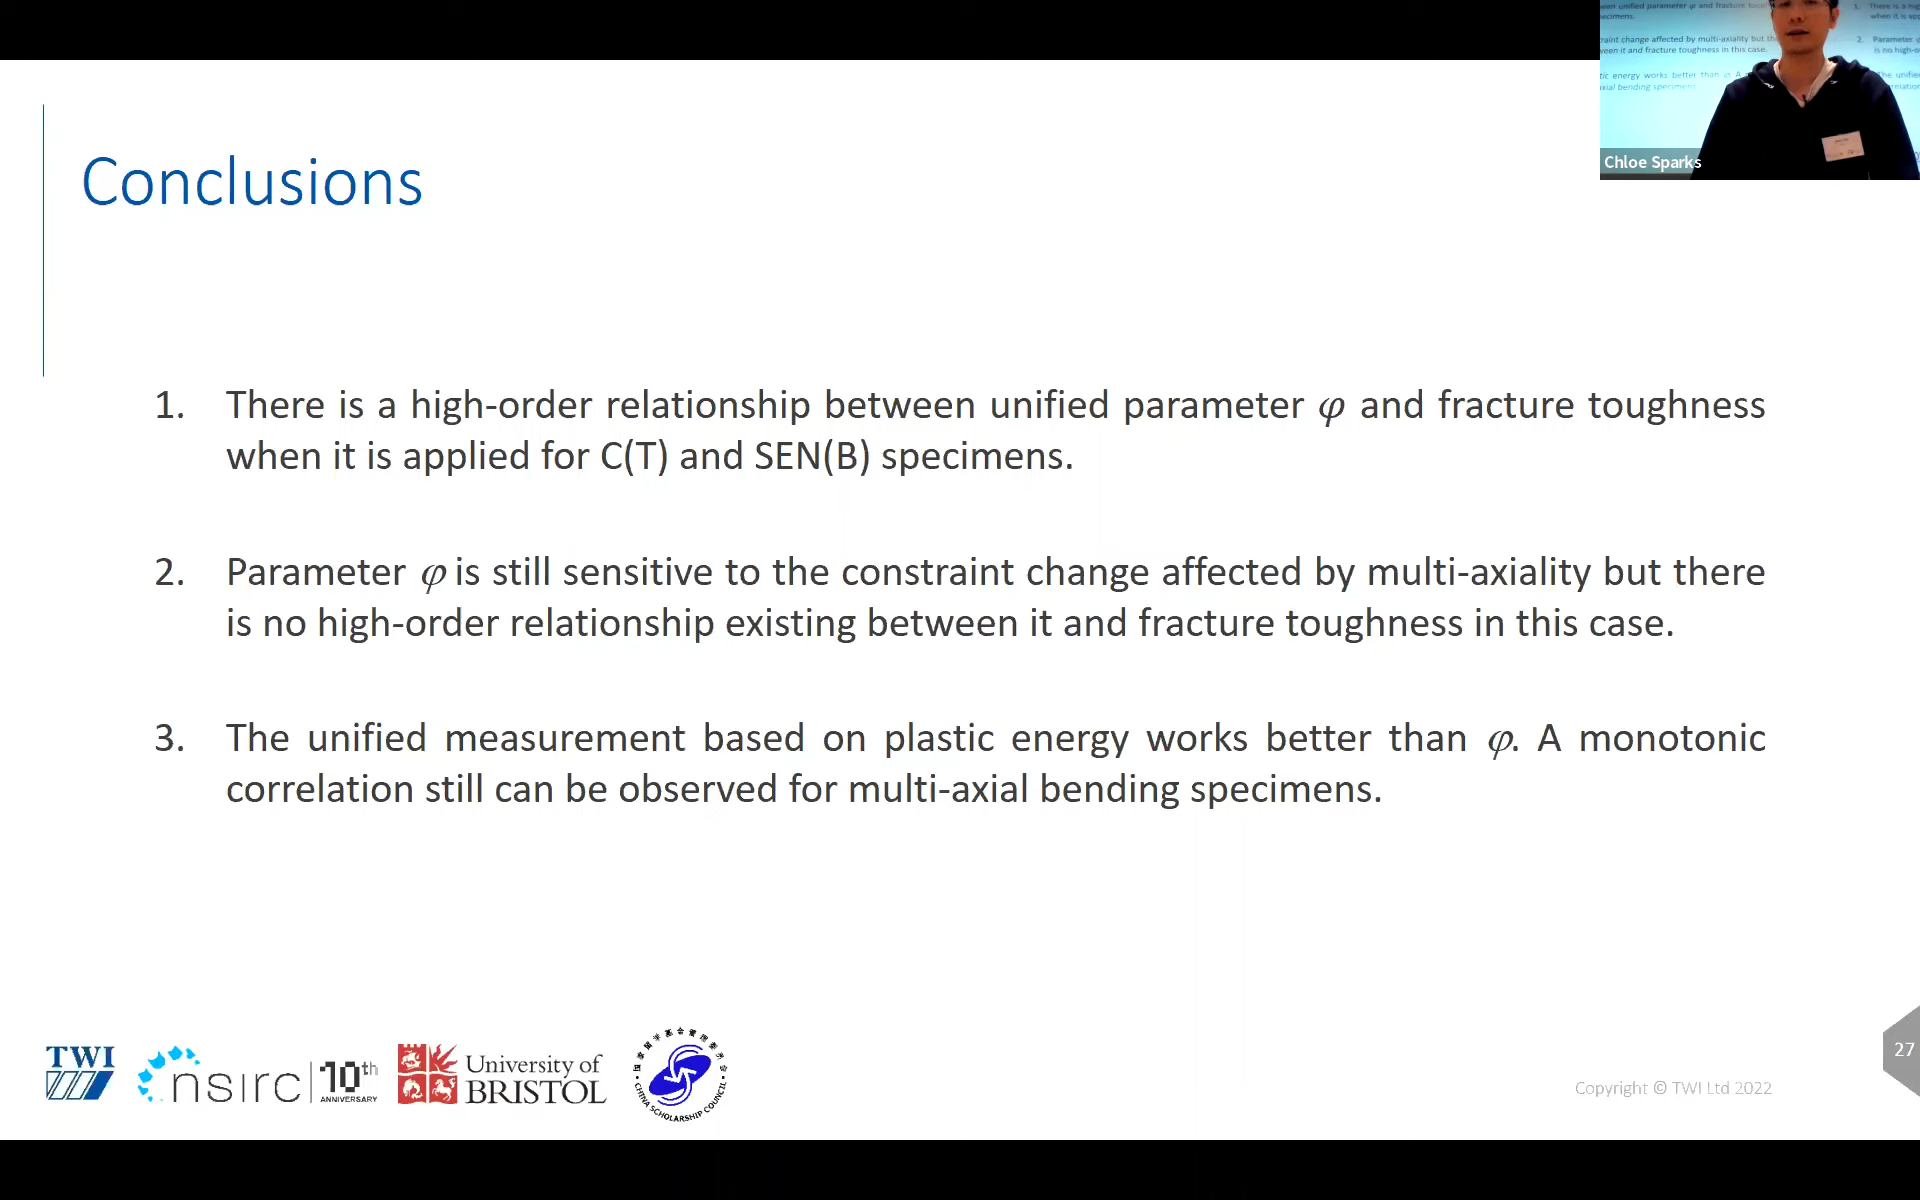 Conclusions
1. There is a high-order relationship between unified parameter φ and fracture toughness
when it is applied for C(T) and SEN(B) specimens.
2. Parameter φ is still sensitive to the constraint change affected by multi-axiality but there
is no high-order relationship existing between it and fracture toughness in this case.
3. The unified measurement based on plastic energy works better than φ. A monotonic
correlation still can be observed for multi-axial bending specimens.
Chloe Sparks
TWI
nsirc
10th
ANNIVERSARY
University of
BRISTOL
CHINA SCHOLARSHIP COUNCIL
Copyright © TWI Ltd 2022
27